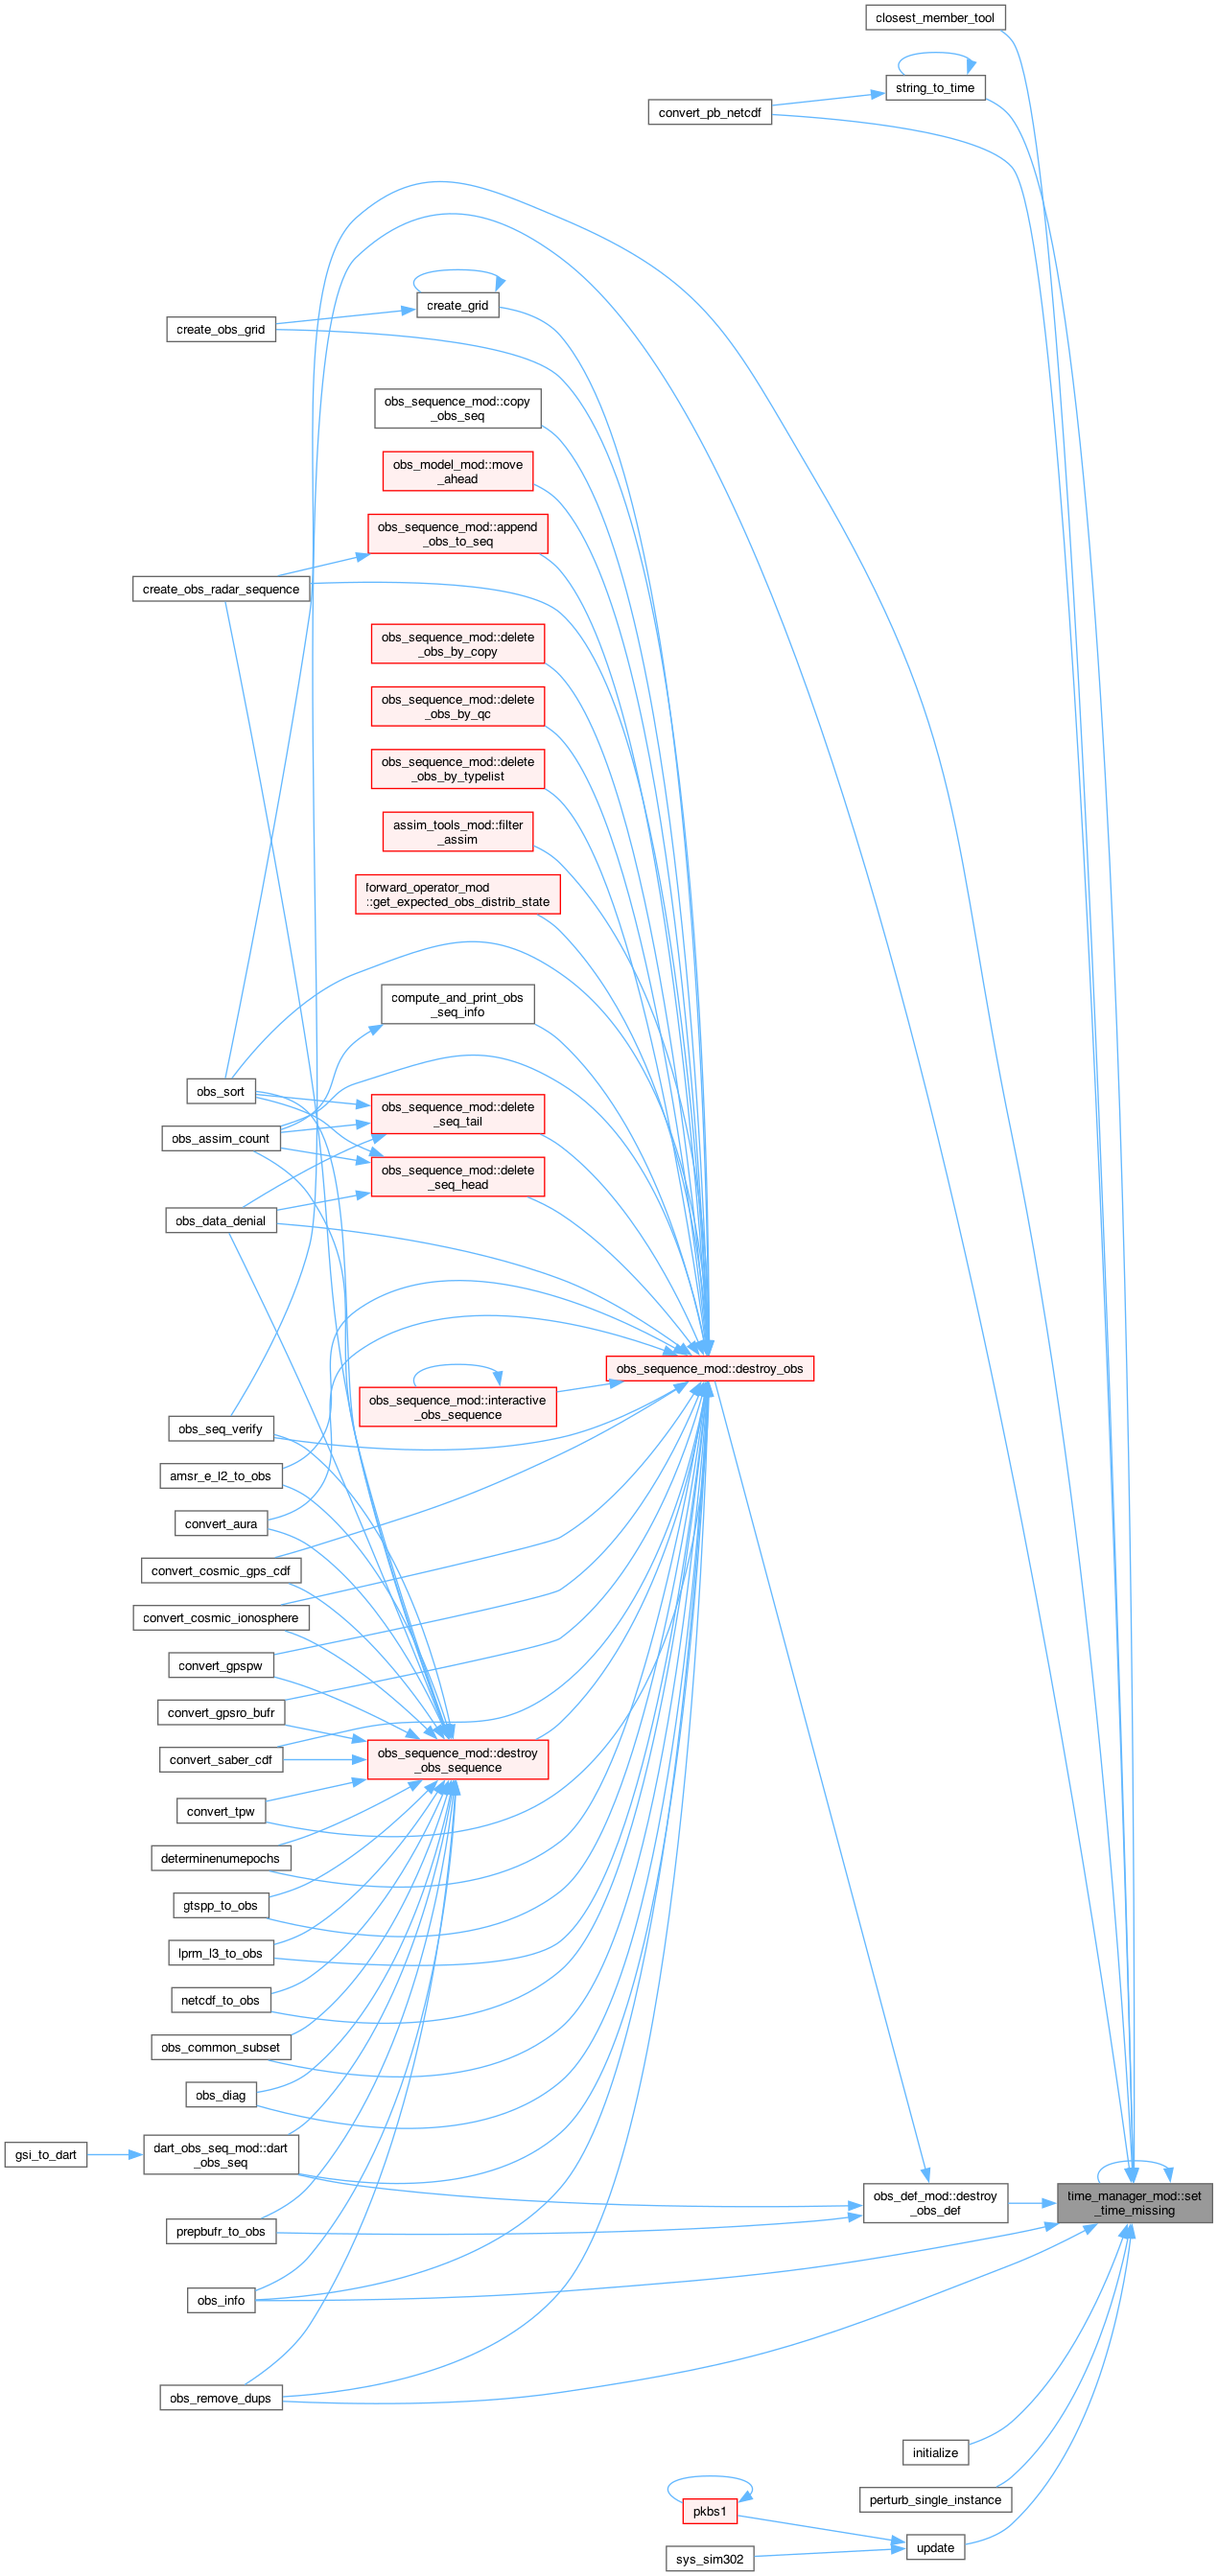 closest_member_tool
string_to_time
convert_pb_netcdf
create_grid
create_obs_grid
obs_sequence_mod::copy
_obs_seq
obs_model_mod::move
_ahead
obs_sequence_mod::append
_obs_to_seq
create_obs_radar_sequence
obs_sequence_mod::delete
_obs_by_copy
obs_sequence_mod::delete
_obs_by_qc
obs_sequence_mod::delete
_obs_by_typelist
assim_tools_mod::filter
_assim
forward_operator_mod
::get_expected_obs_distrib_state
compute_and_print_obs
_seq_info
obs_sort
obs_sequence_mod::delete
_seq_tail
obs_assim_count
obs_sequence_mod::delete
_seq_head
obs_data_denial
obs_sequence_mod::destroy_obs
obs_sequence_mod::interactive
_obs_sequence
obs_seq_verify
amsr_e_l2_to_obs
convert_aura
convert_cosmic_gps_cdf
convert_cosmic_ionosphere
convert_gpspw
convert_gpsro_bufr
obs_sequence_mod::destroy
_obs_sequence
convert_saber_cdf
convert_tpw
determinenumepochs
gtspp_to_obs
lprm_l3_to_obs
netcdf_to_obs
obs_common_subset
obs_diag
gsi_to_dart
dart_obs_seq_mod::dart
_obs_seq
obs_def_mod::destroy
_obs_def
time_manager_mod::set
_time_missing
prepbufr_to_obs
obs_info
obs_remove_dups
initialize
perturb_single_instance
pkbs1
update
sys_sim302